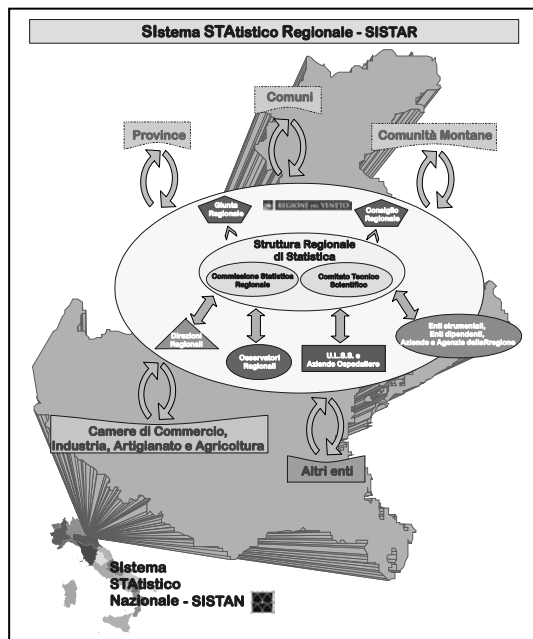 SIstema STAtistico Regionale - SISTAR
Comuni
Province
Comunità Montane
Giunta
Regionale
REGIONE DEL VENETO
Consiglio
Regionale
Struttura Regionale
di Statistica
Commissione Statistica
Regionale
Comitato Tecnico
Scientifico
Direzioni
Regionali
Osservatori
Regionali
U.L.S.S. e
Aziende Ospedaliere
Enti strumentali,
Enti dipendenti,
Aziende e Agenzie dellaRregione
Camere di Commercio,
Industria, Artigianato e Agricoltura
Altri enti
SIstema
STAtistico
Nazionale - SISTAN